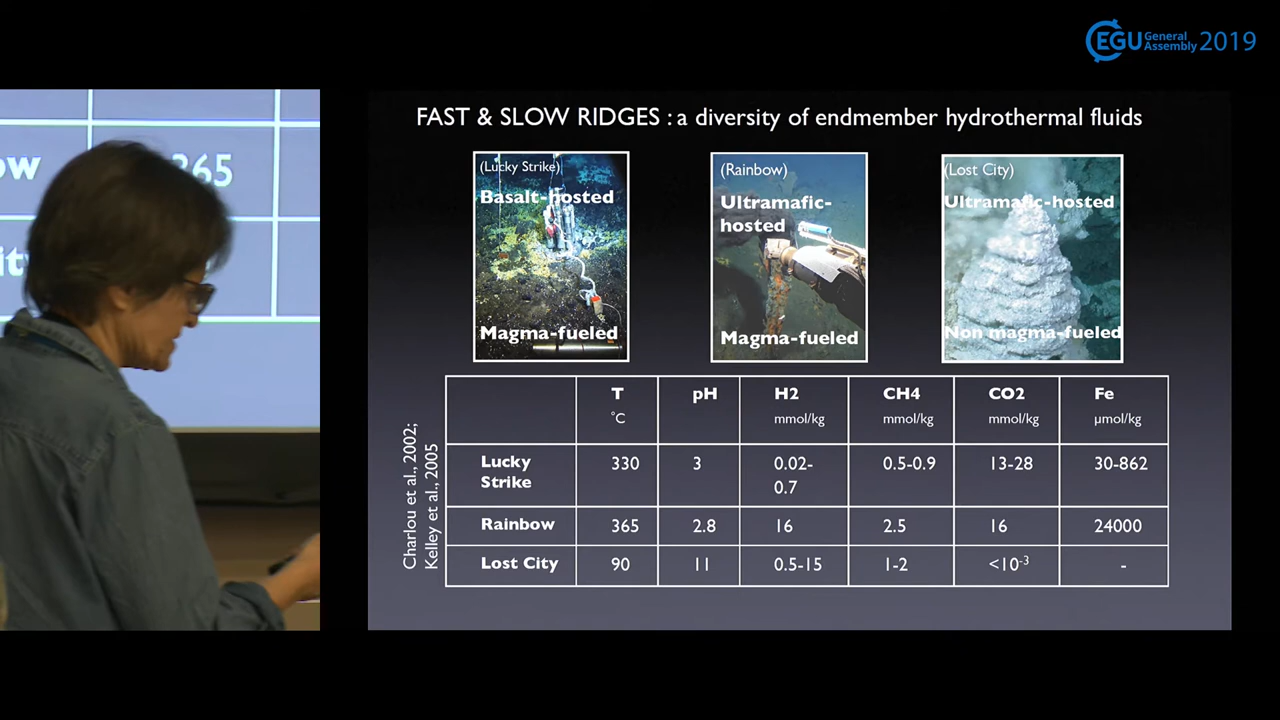 EGU General Assembly 2019
FAST & SLOW RIDGES : a diversity of endmember hydrothermal fluids
(Lucky Strike)
Basalt-hosted
Magma-fueled
(Rainbow)
Ultramafic-
hosted
Magma-fueled
(Lost City)
Ultramafic-hosted
Non magma-fueled
T pH H2 CH4 CO2 Fe
°C mmol/kg mmol/kg mmol/kg µmol/kg
Lucky Strike 330 3 0.02-0.7 0.5-0.9 13-28 30-862
Rainbow 365 2.8 16 2.5 16 24000
Lost City 90 11 0.5-15 1-2 <10⁻³ -
Charlou et al., 2002;
Kelley et al., 2005
365